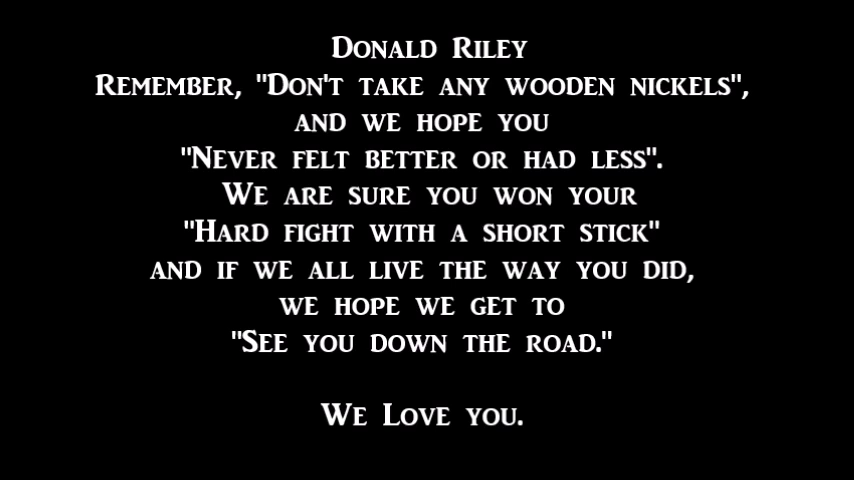 Donald Riley
Remember, "Don't take any wooden nickels",
and we hope you
"Never felt better or had less".
We are sure you won your
"Hard fight with a short stick"
and if we all live the way you did,
we hope we get to
"See you down the road."
We Love you.